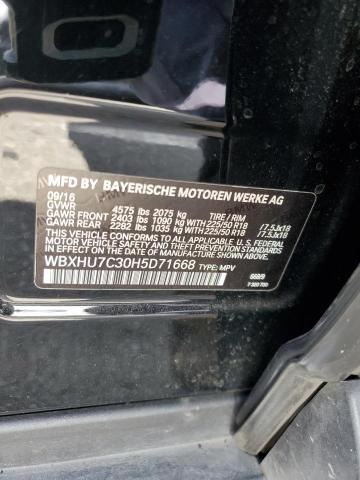 MFD BY BAYERISCHE MOTOREN WERKE AG
09/16
GVWR 4575 lbs 2075 kg TIRE / RIM
GAWR FRONT 2403 lbs 1090 kg WITH 225/50 R18 /7.5Jx18
GAWR REAR 2282 lbs 1035 kg WITH 225/50 R18 /7.5Jx18
THIS VEHICLE CONFORMS TO ALL APPLICABLE FEDERAL
MOTOR VEHICLE SAFETY AND THEFT PREVENTION STANDARDS
IN EFFECT ON THE DATE OF MANUFACTURE SHOWN ABOVE.
WBXHU7C30H5D71668 TYPE: MPV